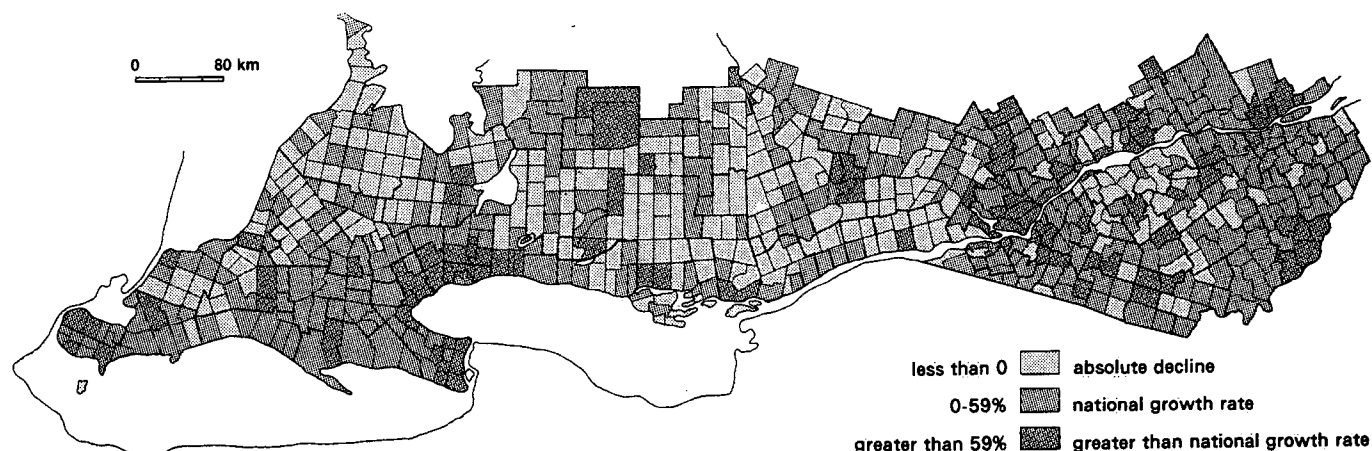 0 80 km
less than 0 absolute decline
0-59% national growth rate
greater than 59% greater than national growth rate